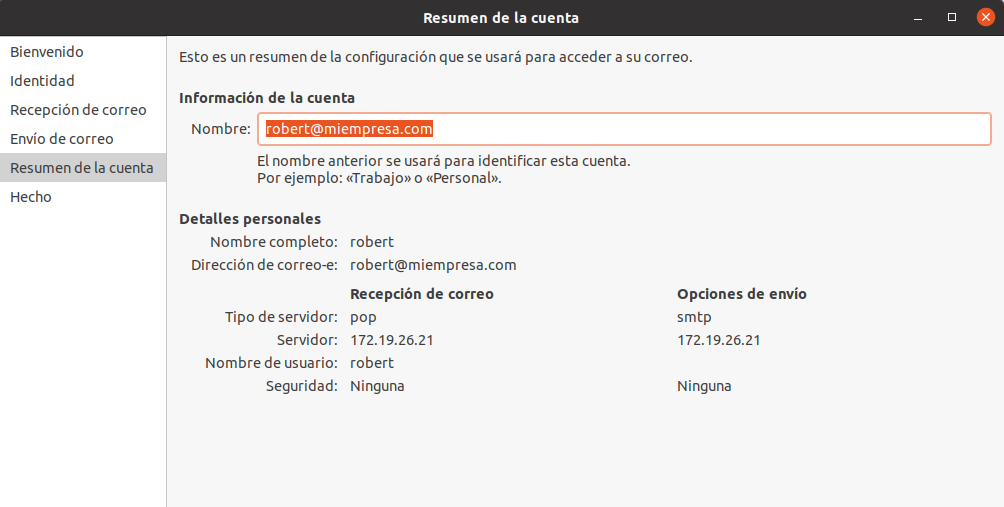 Resumen de la cuenta
Bienvenido
Identidad
Recepción de correo
Envío de correo
Resumen de la cuenta
Hecho
Esto es un resumen de la configuración que se usará para acceder a su correo.
Información de la cuenta
Nombre: robert@miempresa.com
El nombre anterior se usará para identificar esta cuenta.
Por ejemplo: «Trabajo» o «Personal».
Detalles personales
Nombre completo: robert
Dirección de correo-e: robert@miempresa.com
Recepción de correo Opciones de envío
Tipo de servidor: pop smtp
Servidor: 172.19.26.21 172.19.26.21
Nombre de usuario: robert
Seguridad: Ninguna Ninguna